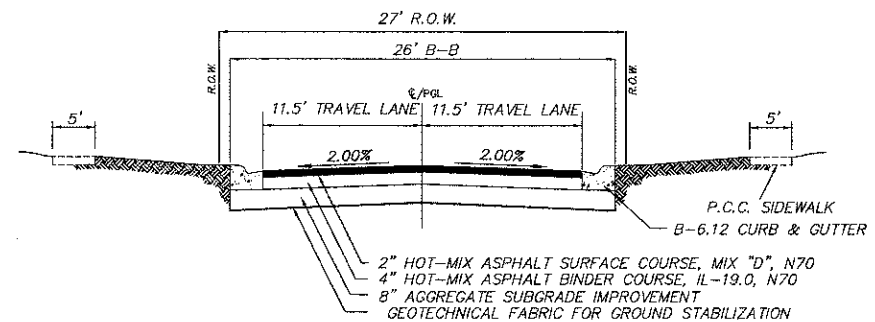 27' R.O.W.
26' B-B
R.O.W.
R.O.W.
℄/PGL
5'
11.5' TRAVEL LANE
11.5' TRAVEL LANE
5'
2.00%
2.00%
P.C.C. SIDEWALK
B-6.12 CURB & GUTTER
2" HOT-MIX ASPHALT SURFACE COURSE, MIX "D", N70
4" HOT-MIX ASPHALT BINDER COURSE, IL-19.0, N70
8" AGGREGATE SUBGRADE IMPROVEMENT
GEOTECHNICAL FABRIC FOR GROUND STABILIZATION